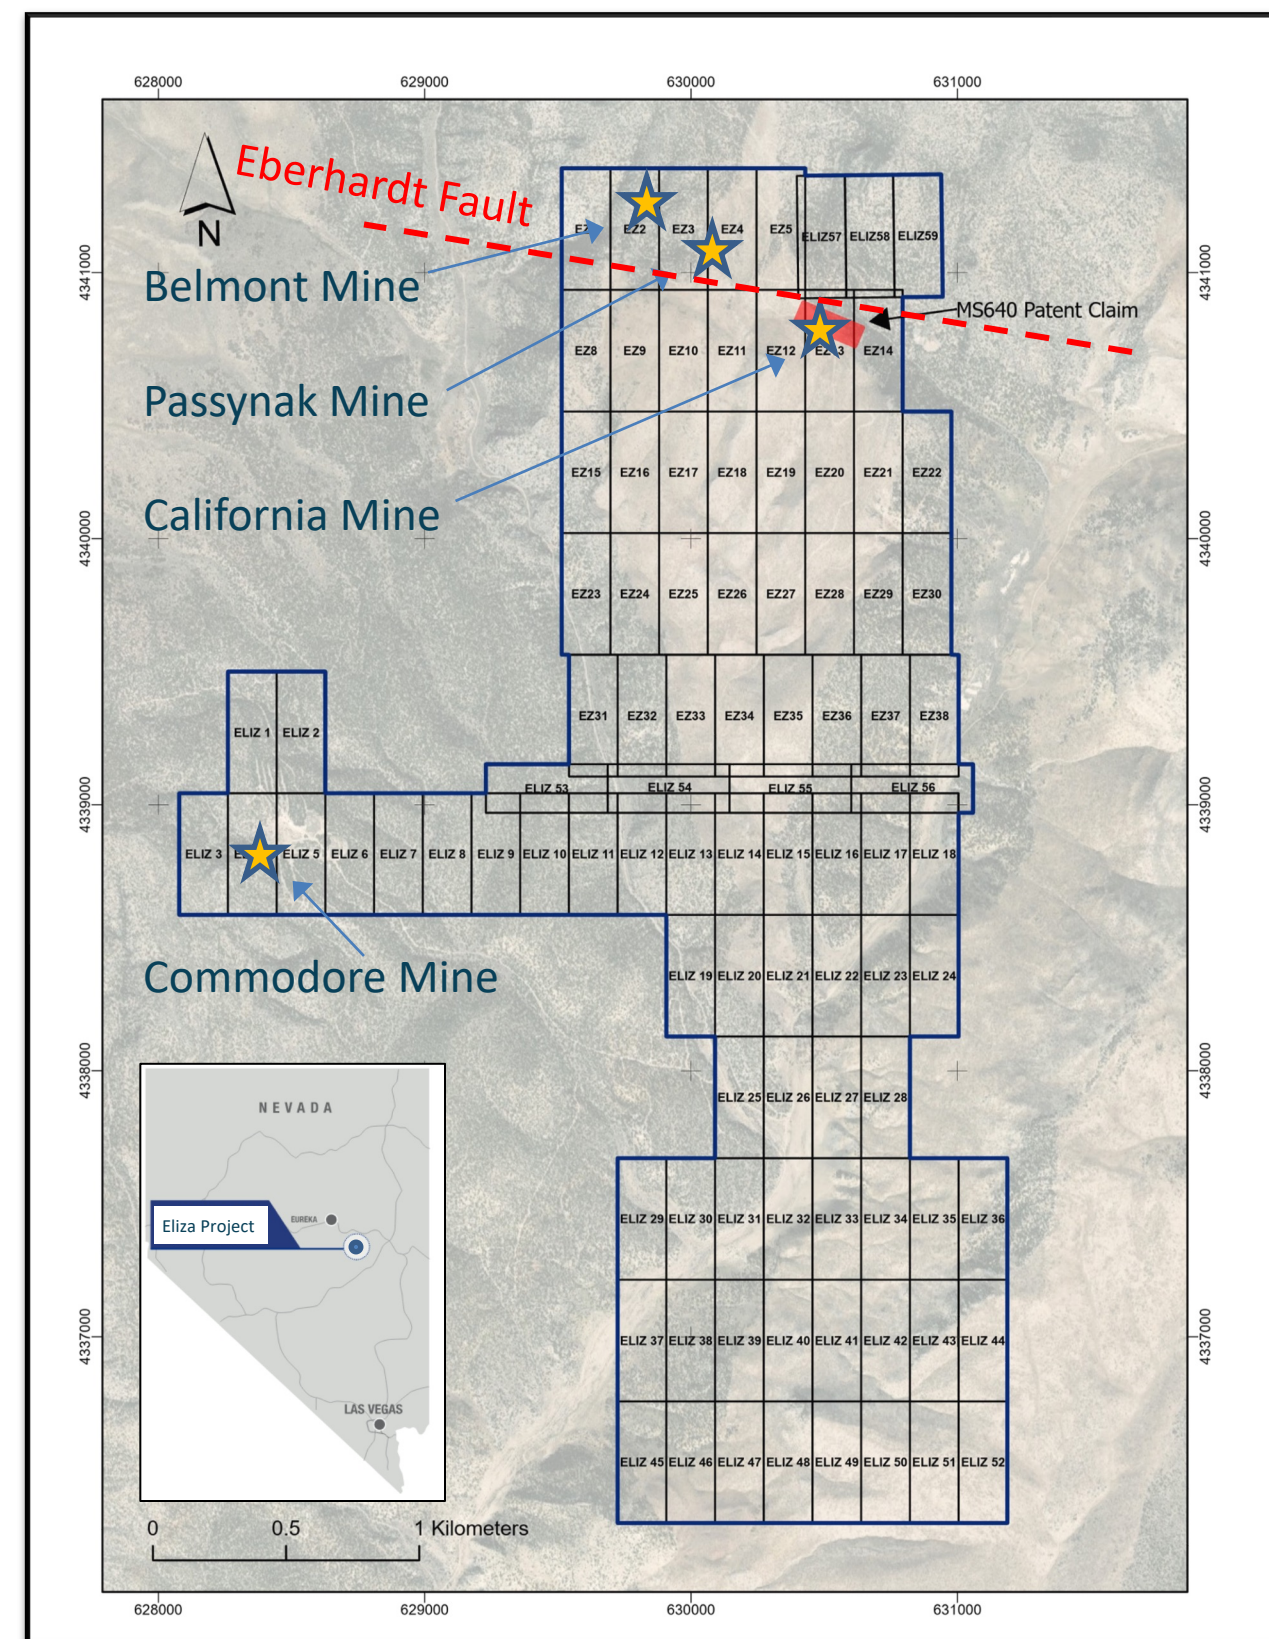 628000 629000 630000 631000
Eberhardt Fault
N
EZ2 EZ3 EZ4 EZ5 ELIZ57 ELIZ58 ELIZ59
4341000 4341000
Belmont Mine
MS640 Patent Claim
EZ8 EZ9 EZ10 EZ11 EZ12 EZ14
Passynak Mine
EZ15 EZ16 EZ17 EZ18 EZ19 EZ20 EZ21 EZ22
California Mine
4340000 4340000
EZ23 EZ24 EZ25 EZ26 EZ27 EZ28 EZ29 EZ30
EZ31 EZ32 EZ33 EZ34 EZ35 EZ36 EZ37 EZ38
ELIZ 1 ELIZ 2
ELIZ 53 ELIZ 54 ELIZ 55 ELIZ 56
4339000 4339000
ELIZ 3 ELIZ 5 ELIZ 6 ELIZ 7 ELIZ 8 ELIZ 9 ELIZ 10 ELIZ 11 ELIZ 12 ELIZ 13 ELIZ 14 ELIZ 15 ELIZ 16 ELIZ 17 ELIZ 18
Commodore Mine
ELIZ 19 ELIZ 20 ELIZ 21 ELIZ 22 ELIZ 23 ELIZ 24
4338000 4338000
ELIZ 25 ELIZ 26 ELIZ 27 ELIZ 28
NEVADA
EUREKA
Eliza Project
LAS VEGAS
ELIZ 29 ELIZ 30 ELIZ 31 ELIZ 32 ELIZ 33 ELIZ 34 ELIZ 35 ELIZ 36
4337000 4337000
ELIZ 37 ELIZ 38 ELIZ 39 ELIZ 40 ELIZ 41 ELIZ 42 ELIZ 43 ELIZ 44
ELIZ 45 ELIZ 46 ELIZ 47 ELIZ 48 ELIZ 49 ELIZ 50 ELIZ 51 ELIZ 52
0 0.5 1 Kilometers
628000 629000 630000 631000